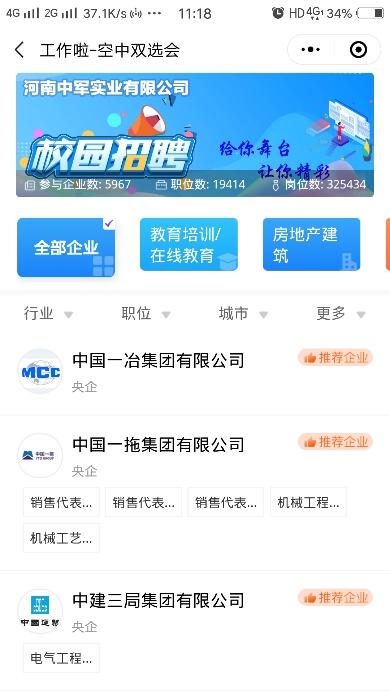 4G 2G 37.1K/s 11:18 HD 4G 34%
工作啦-空中双选会
河南中军实业有限公司
校园招聘
给你舞台
让你精彩
参与企业数: 5967 职位数: 19414 岗位数: 325434
全部企业
教育培训/
在线教育
房地产建
筑
行业 职位 城市 更多
中国一冶集团有限公司 推荐企业
MCC
央企
中国一拖集团有限公司 推荐企业
中国一拖
YTO GROUP
央企
销售代表... 销售代表... 销售代表... 机械工程...
机械工艺...
中建三局集团有限公司 推荐企业
中國建築
央企
电气工程...